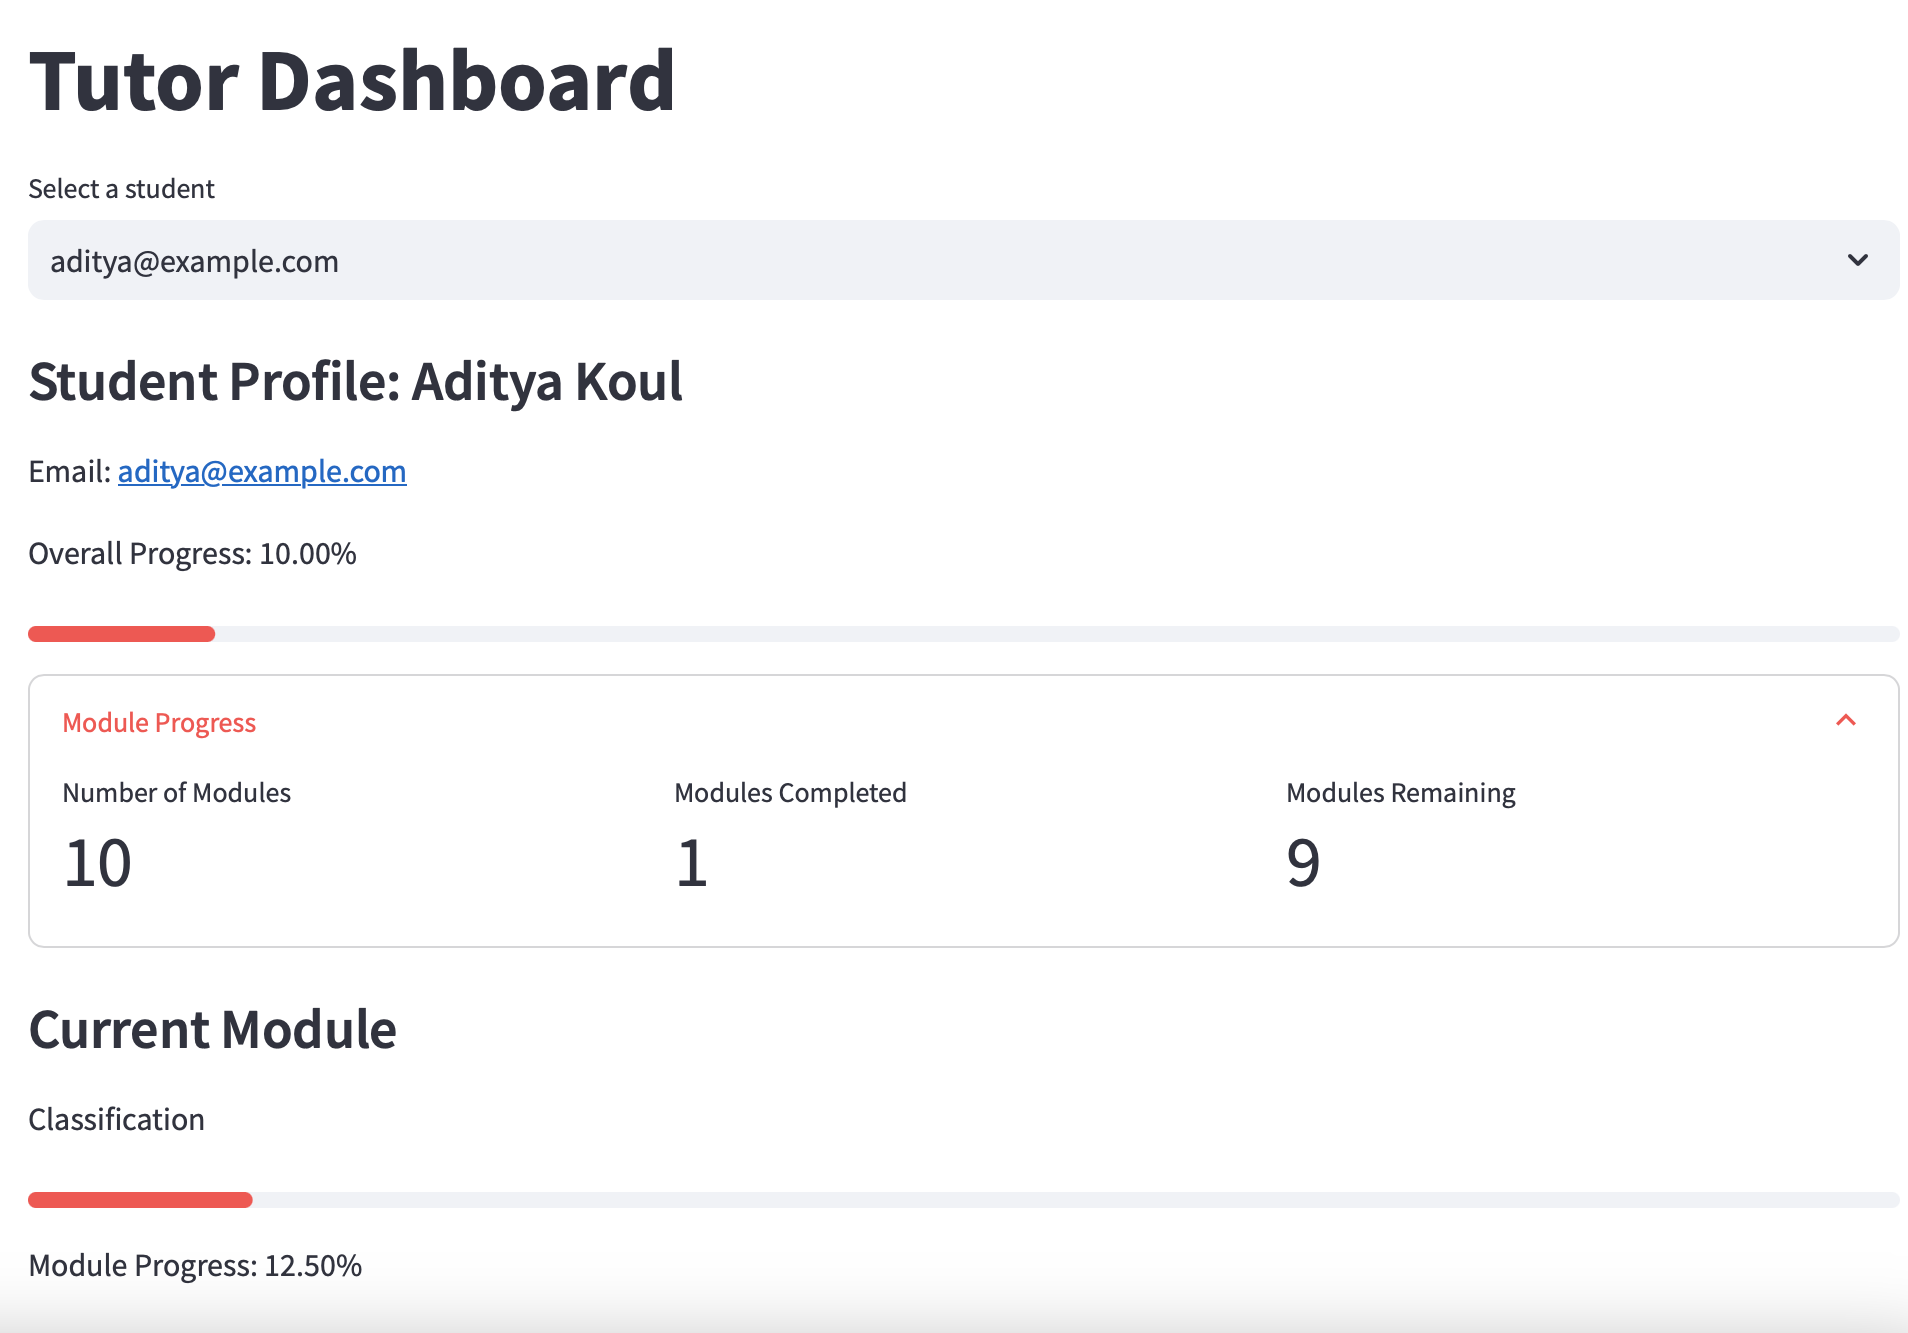 Tutor Dashboard
Select a student
aditya@example.com
Student Profile: Aditya Koul
Email: aditya@example.com
Overall Progress: 10.00%
Module Progress
Number of Modules Modules Completed Modules Remaining
10 1 9
Current Module
Classification
Module Progress: 12.50%